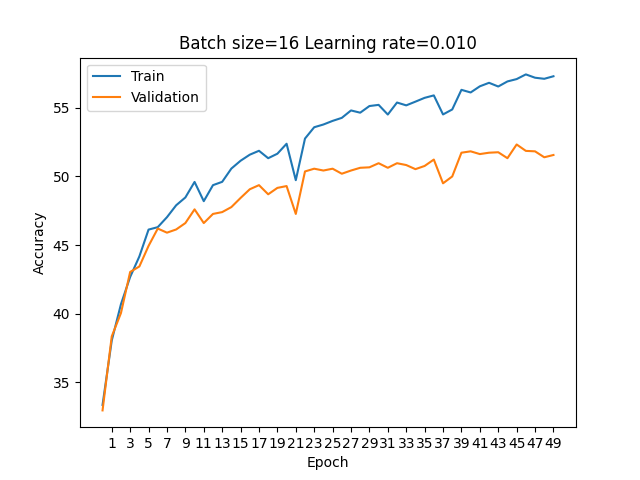 Batch size=16 Learning rate=0.010
Train
Validation
55
50
45
40
35
Accuracy
1 3 5 7 9 11 13 15 17 19 21 23 25 27 29 31 33 35 37 39 41 43 45 47 49
Epoch